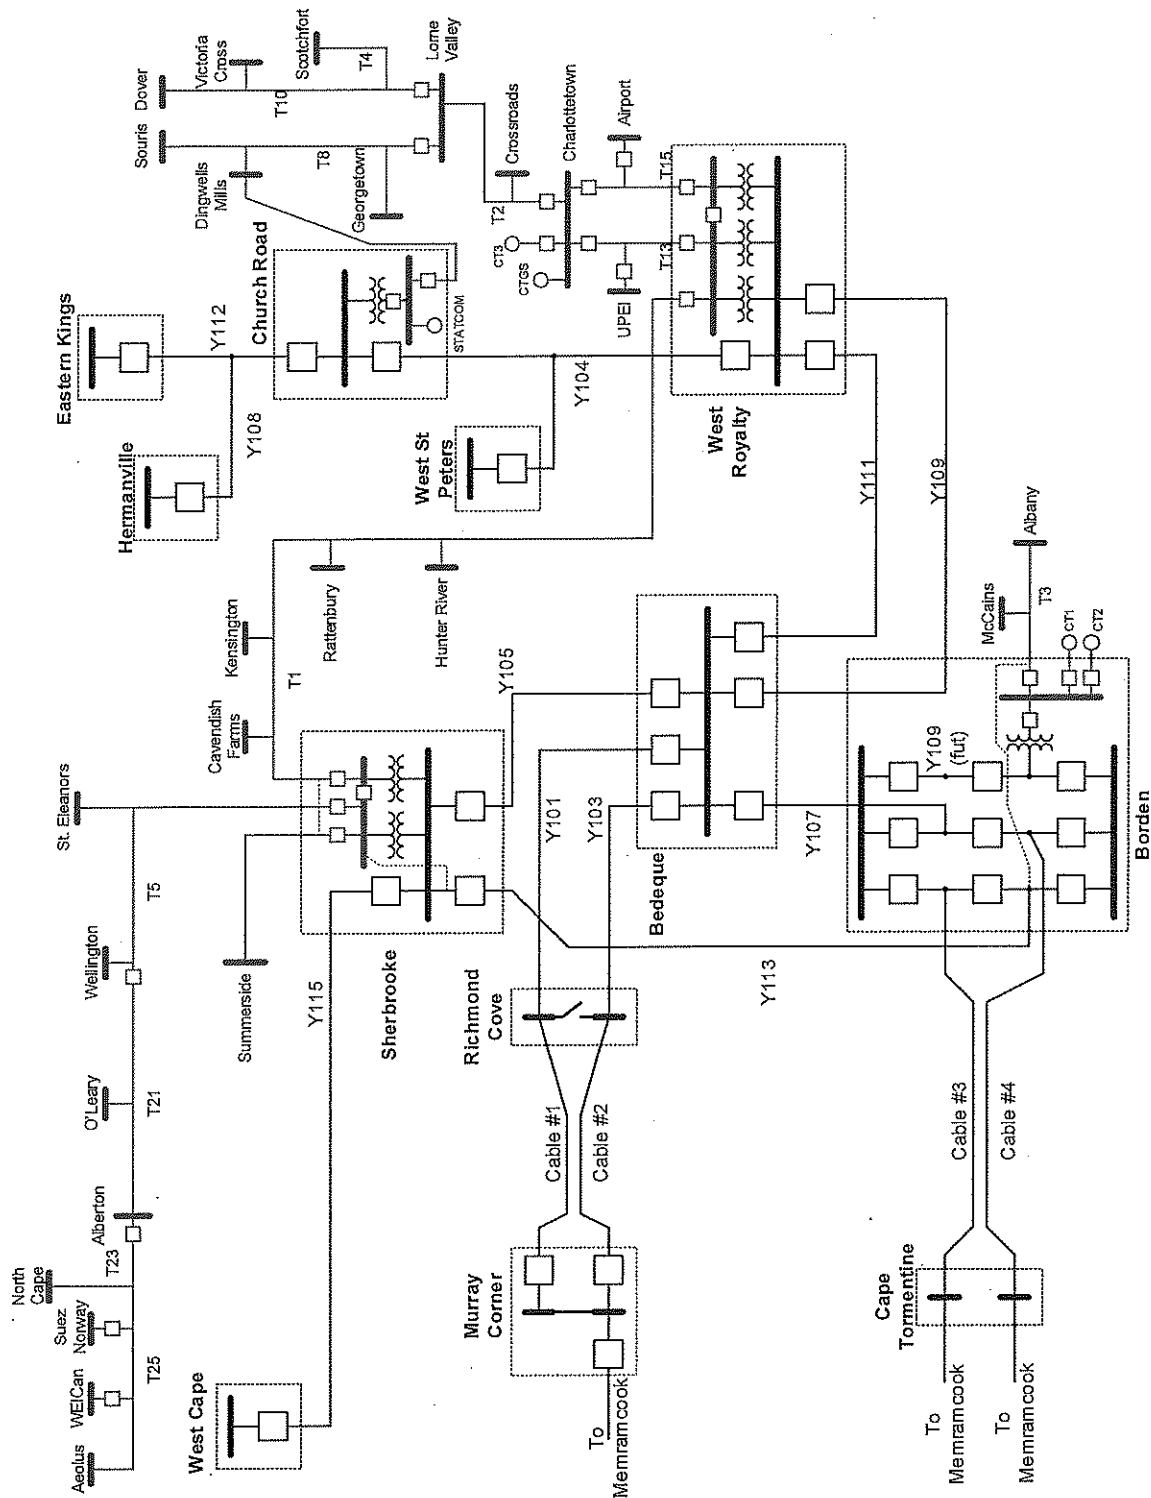 Aeolus
WEICan
Suez
Norway
North
Cape
T25
T23
Alberton
O'Leary
T21
Wellington
T5
St. Eleanors
West Cape
Y115
Summerside
Sherbrooke
Cavendish
Farms
Kensington
T1
Rattenbury
Hunter River
Hermanville
Y108
Eastern Kings
Y112
Church Road
STATCOM
Dingwells
Mills
Souris
Dover
Victoria
Cross
Scotchfort
T10
T4
T8
Georgetown
Lorne
Valley
Crossroads
T2
Charlottetown
CT3
CTGS
Airport
T15
T13
UPEI
West St
Peters
Y104
West
Royalty
Y111
Y109
Y105
Y101
Y103
Bedeque
Y107
Richmond
Cove
Y113
Cable #1
Cable #2
Murray
Corner
To
Memramcook
Albany
McCains
T3
CT1
CT2
Y109
(fut)
Borden
Cable #3
Cable #4
Cape
Tormentine
To
Memramcook
To
Memramcook